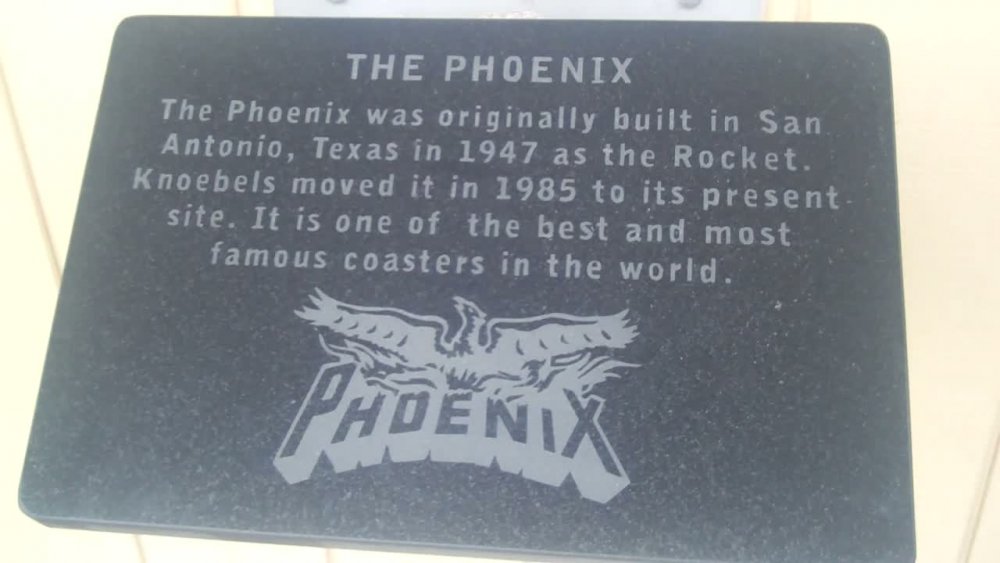 THE PHOENIX
The Phoenix was originally built in San
Antonio, Texas in 1947 as the Rocket.
Knoebels moved it in 1985 to its present
site. It is one of the best and most
famous coasters in the world.
PHOENIX